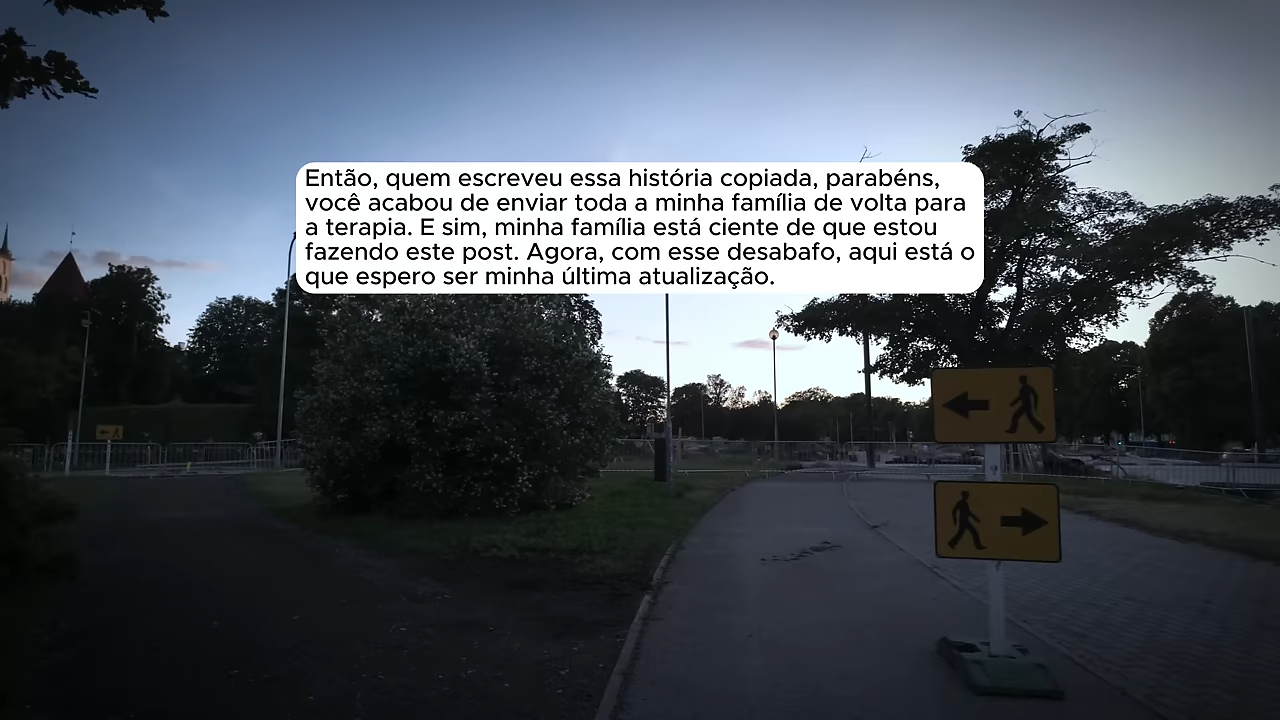 Então, quem escreveu essa história copiada, parabéns,
você acabou de enviar toda a minha família de volta para
a terapia. E sim, minha família está ciente de que estou
fazendo este post. Agora, com esse desabafo, aqui está o
que espero ser minha última atualização.